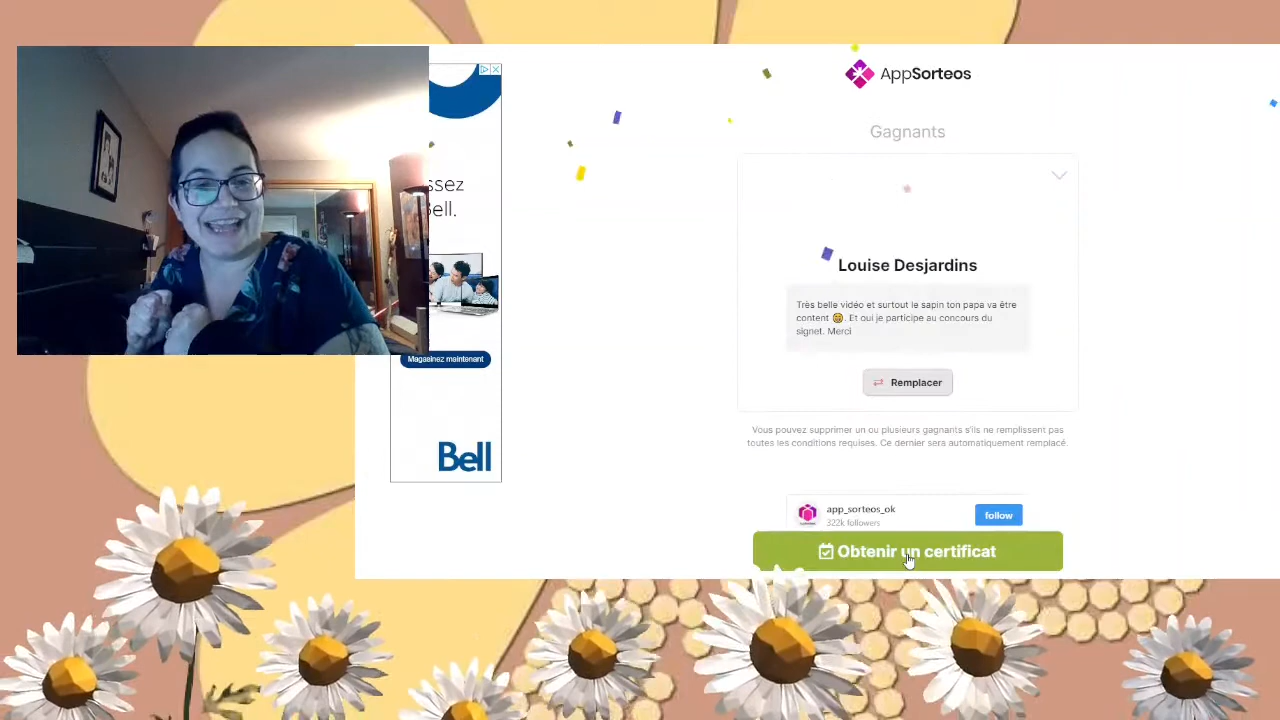 ssez
Bell.
Magasinez maintenant
Bell
AppSorteos
Gagnants
Louise Desjardins
Très belle vidéo et surtout le sapin ton papa va être
content 😄. Et oui je participe au concours du
signet. Merci
Remplacer
Vous pouvez supprimer un ou plusieurs gagnants s'ils ne remplissent pas
toutes les conditions requises. Ce dernier sera automatiquement remplacé.
app_sorteos_ok
322k followers
follow
Obtenir un certificat